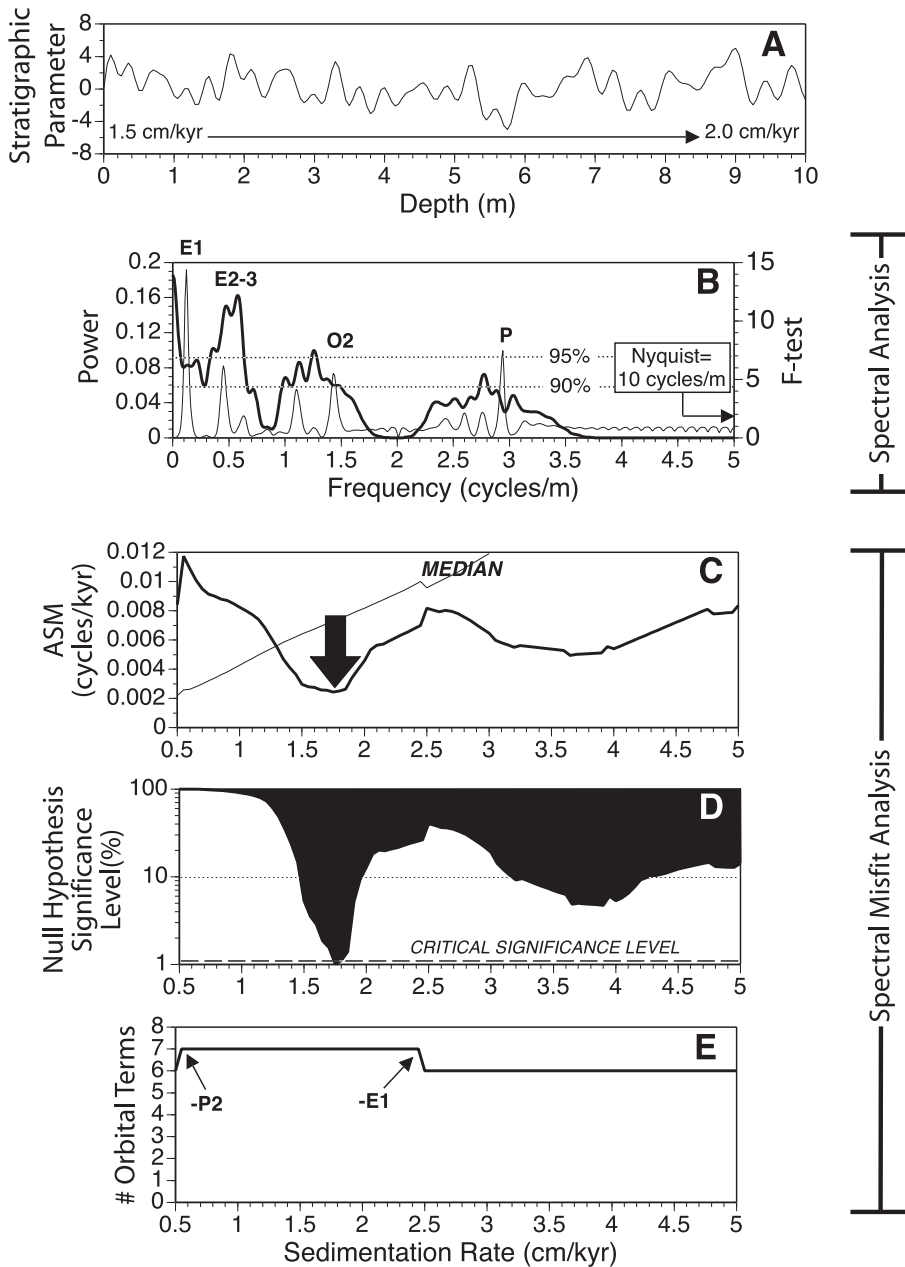 Stratigraphic
Parameter
8
4
0
-4
-8
A
1.5 cm/kyr
2.0 cm/kyr
0 1 2 3 4 5 6 7 8 9 10
Depth (m)
Power
0.2
0.16
0.12
0.08
0.04
0
E1
E2-3
O2
P
B
95%
90%
Nyquist=
10 cycles/m
15
10
5
0
F-test
0 0.5 1 1.5 2 2.5 3 3.5 4 4.5 5
Frequency (cycles/m)
Spectral Analysis
ASM
(cycles/kyr)
0.012
0.01
0.008
0.006
0.004
0.002
0
MEDIAN
C
0.5 1 1.5 2 2.5 3 3.5 4 4.5 5
Null Hypothesis
Significance
Level(%)
100
10
1
D
CRITICAL SIGNIFICANCE LEVEL
0.5 1 1.5 2 2.5 3 3.5 4 4.5 5
# Orbital Terms
8
7
6
5
4
3
2
1
0
E
-P2
-E1
0.5 1 1.5 2 2.5 3 3.5 4 4.5 5
Sedimentation Rate (cm/kyr)
Spectral Misfit Analysis